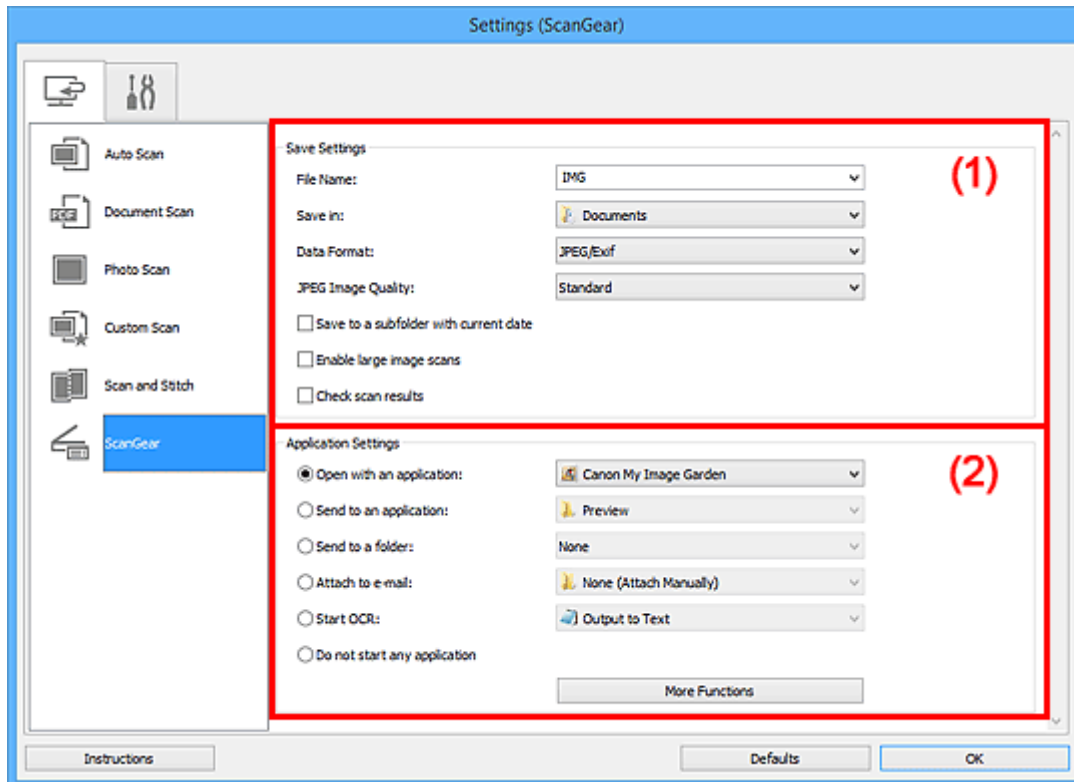 Settings (ScanGear)
Auto Scan
PDF
Document Scan
Photo Scan
Custom Scan
Scan and Stitch
ScanGear
Save Settings
(1)
File Name: IMG
Save in: Documents
Data Format: JPEG/Exif
JPEG Image Quality: Standard
Save to a subfolder with current date
Enable large image scans
Check scan results
Application Settings
(2)
Open with an application: Canon My Image Garden
Send to an application: Preview
Send to a folder: None
Attach to e-mail: None (Attach Manually)
Start OCR: Output to Text
Do not start any application
More Functions
Instructions
Defaults
OK